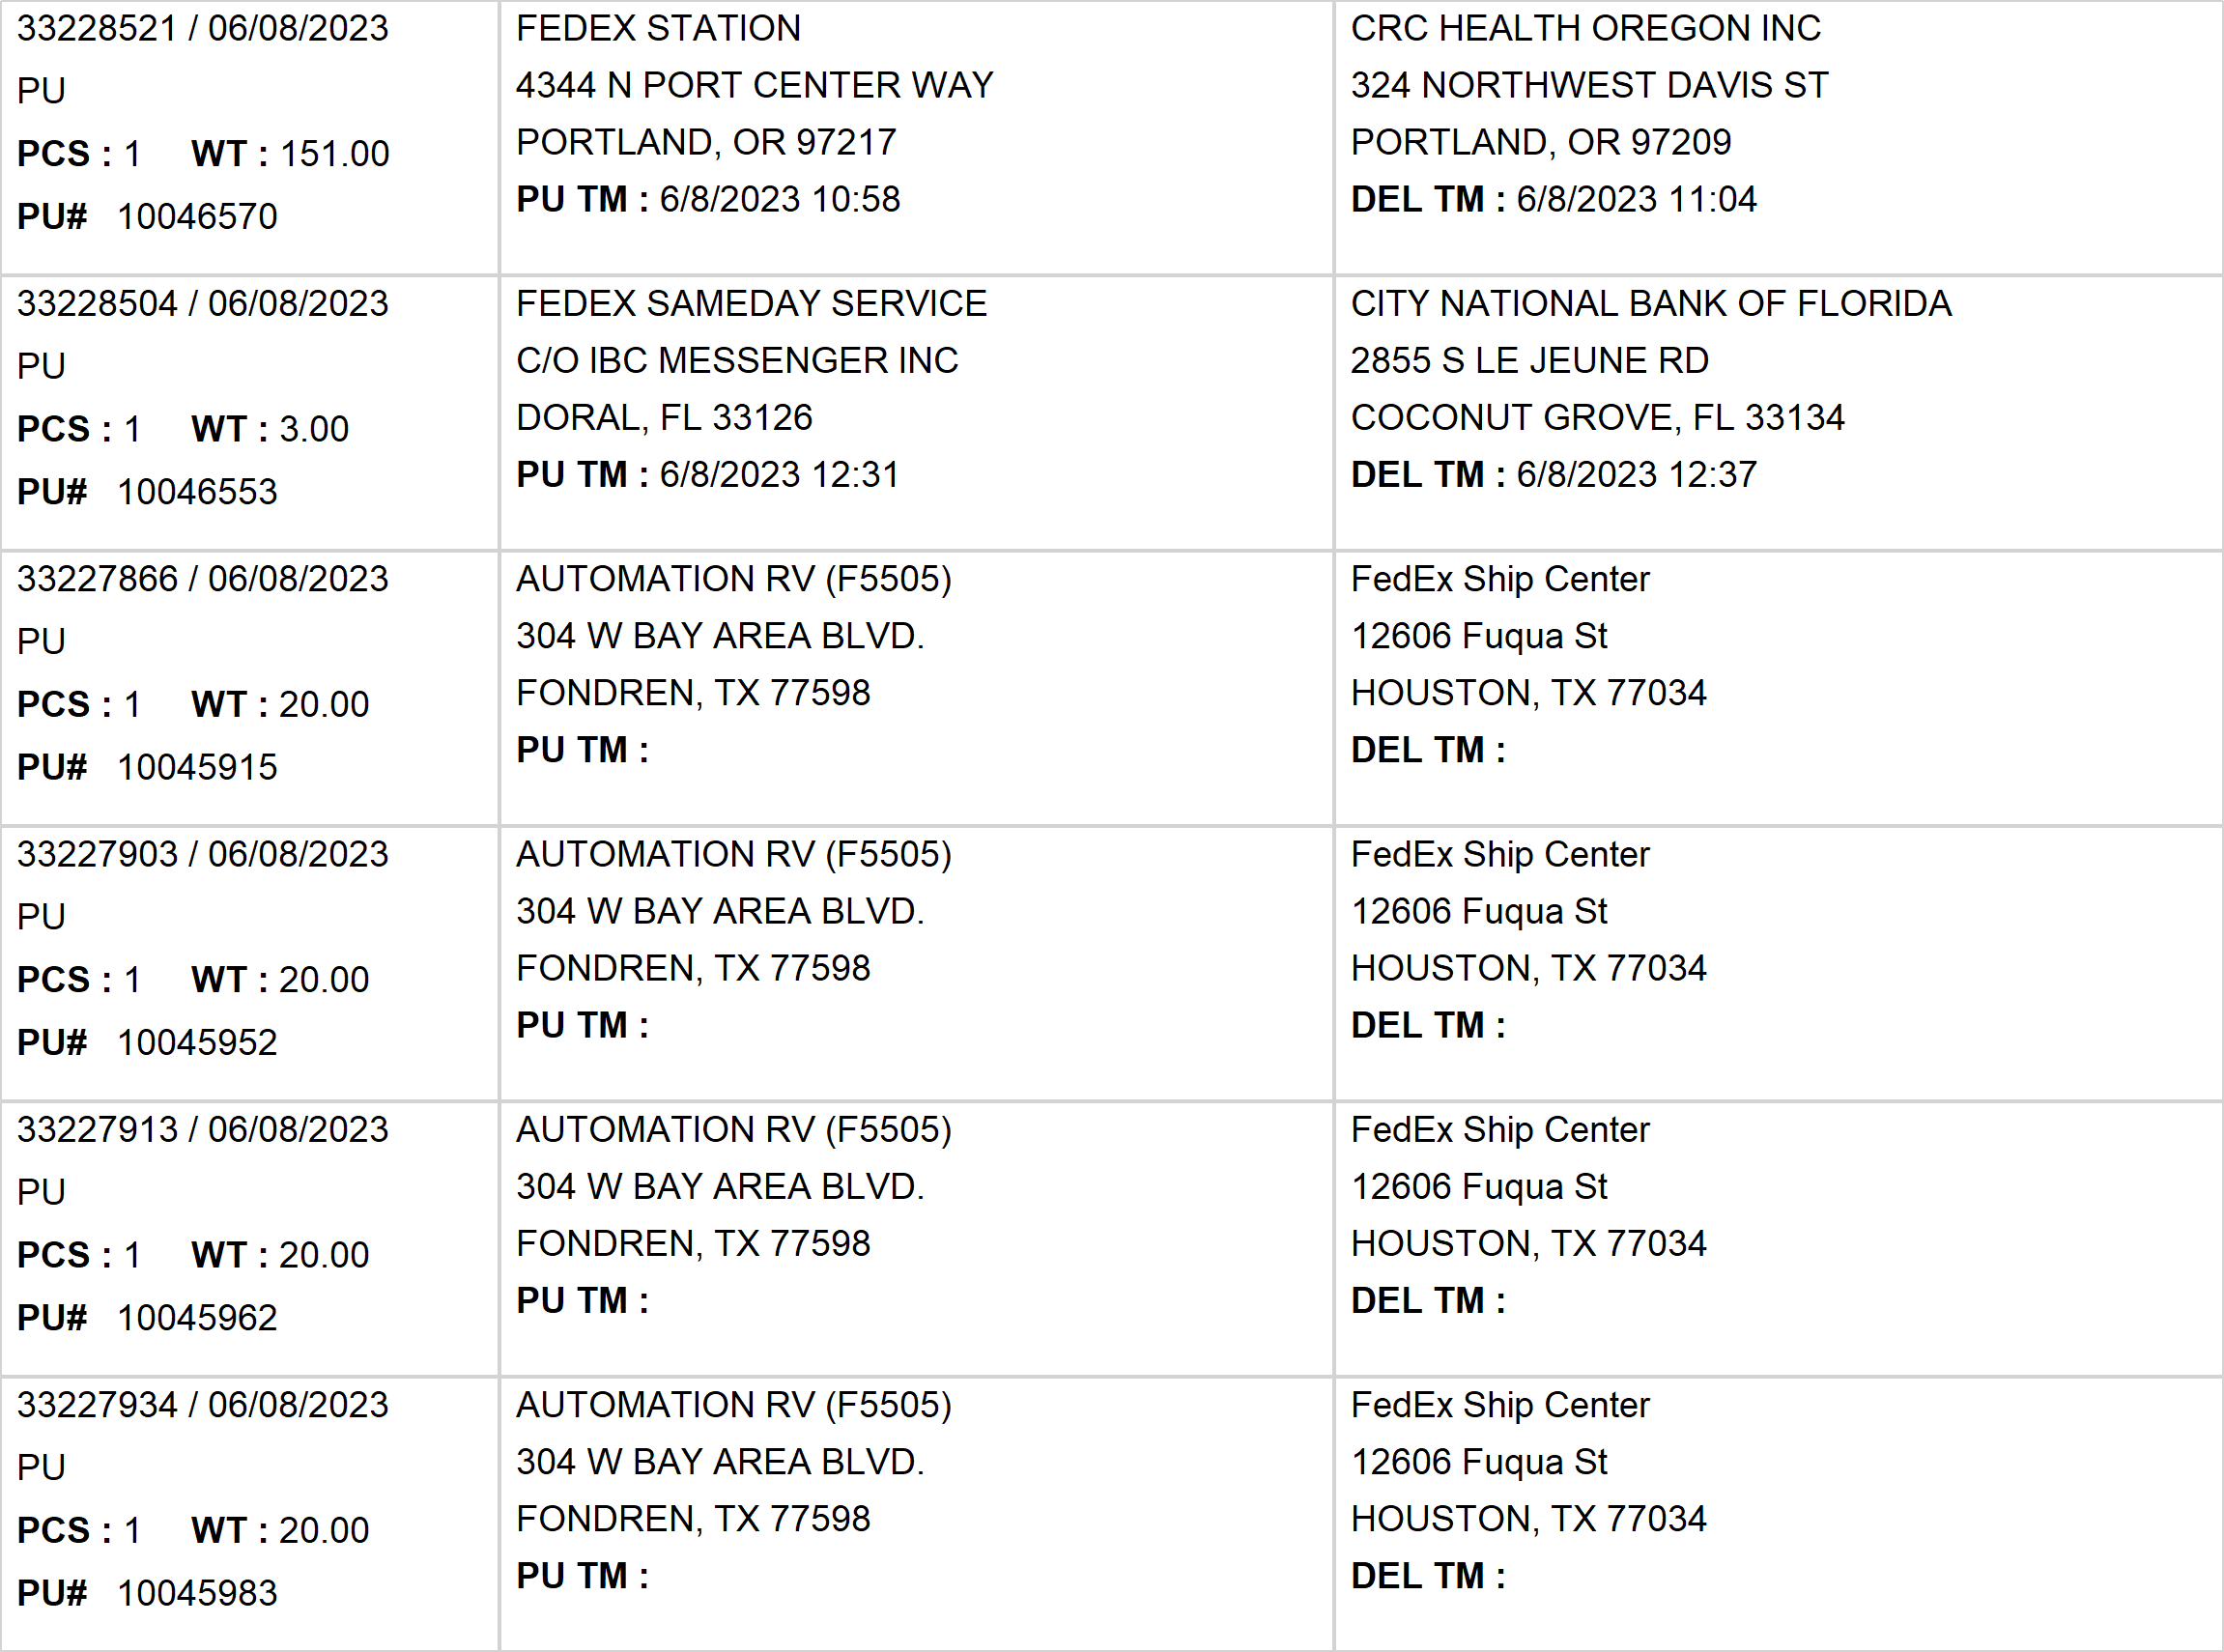 33228521 / 06/08/2023
PU
PCS : 1 WT : 151.00
PU# 10046570
FEDEX STATION
4344 N PORT CENTER WAY
PORTLAND, OR 97217
PU TM : 6/8/2023 10:58
CRC HEALTH OREGON INC
324 NORTHWEST DAVIS ST
PORTLAND, OR 97209
DEL TM : 6/8/2023 11:04
33228504 / 06/08/2023
PU
PCS : 1 WT : 3.00
PU# 10046553
FEDEX SAMEDAY SERVICE
C/O IBC MESSENGER INC
DORAL, FL 33126
PU TM : 6/8/2023 12:31
CITY NATIONAL BANK OF FLORIDA
2855 S LE JEUNE RD
COCONUT GROVE, FL 33134
DEL TM : 6/8/2023 12:37
33227866 / 06/08/2023
PU
PCS : 1 WT : 20.00
PU# 10045915
AUTOMATION RV (F5505)
304 W BAY AREA BLVD.
FONDREN, TX 77598
PU TM :
FedEx Ship Center
12606 Fuqua St
HOUSTON, TX 77034
DEL TM :
33227903 / 06/08/2023
PU
PCS : 1 WT : 20.00
PU# 10045952
AUTOMATION RV (F5505)
304 W BAY AREA BLVD.
FONDREN, TX 77598
PU TM :
FedEx Ship Center
12606 Fuqua St
HOUSTON, TX 77034
DEL TM :
33227913 / 06/08/2023
PU
PCS : 1 WT : 20.00
PU# 10045962
AUTOMATION RV (F5505)
304 W BAY AREA BLVD.
FONDREN, TX 77598
PU TM :
FedEx Ship Center
12606 Fuqua St
HOUSTON, TX 77034
DEL TM :
33227934 / 06/08/2023
PU
PCS : 1 WT : 20.00
PU# 10045983
AUTOMATION RV (F5505)
304 W BAY AREA BLVD.
FONDREN, TX 77598
PU TM :
FedEx Ship Center
12606 Fuqua St
HOUSTON, TX 77034
DEL TM :